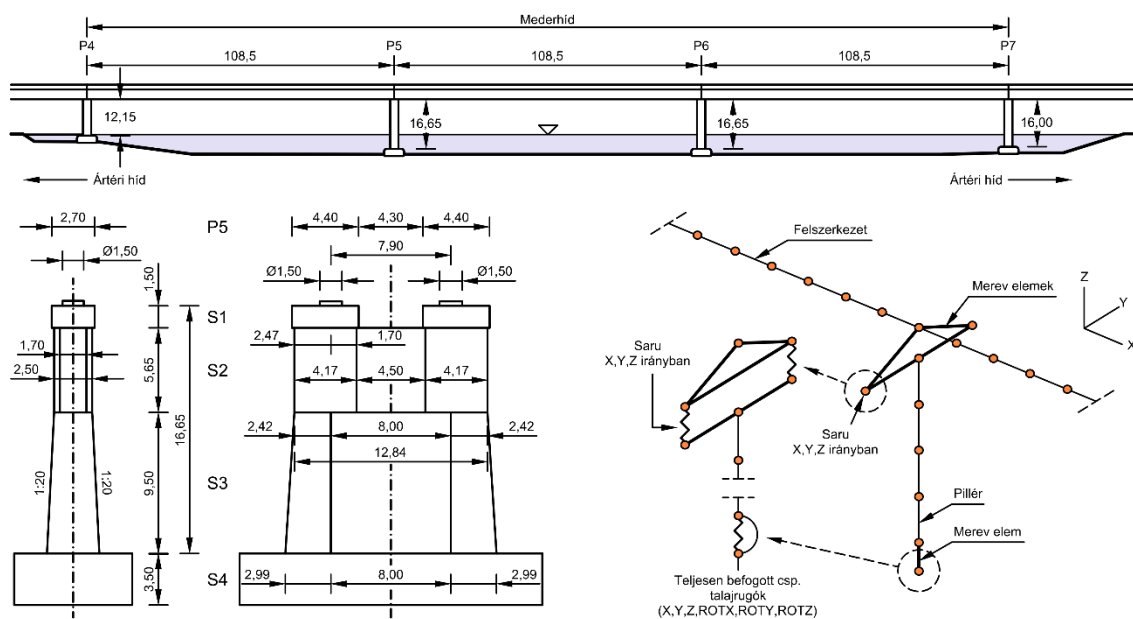 Mederhíd
P4
P5
P6
P7
108,5
108,5
108,5
12,15
16,65
16,65
16,00
Ártéri híd
Ártéri híd
2,70
Ø1,50
1,50
1,70
2,50
5,65
16,65
9,50
1:20
1:20
3,50
P5
S1
S2
S3
S4
4,40
4,30
4,40
7,90
Ø1,50
Ø1,50
2,47
1,70
4,17
4,50
4,17
2,42
8,00
2,42
12,84
2,99
8,00
2,99
Felszerkezet
Merev elemek
Z
Y
X
Saru
X,Y,Z irányban
Saru
X,Y,Z irányban
Pillér
Merev elem
Teljesen befogott csp.
talajrugók
(X,Y,Z,ROTX,ROTY,ROTZ)